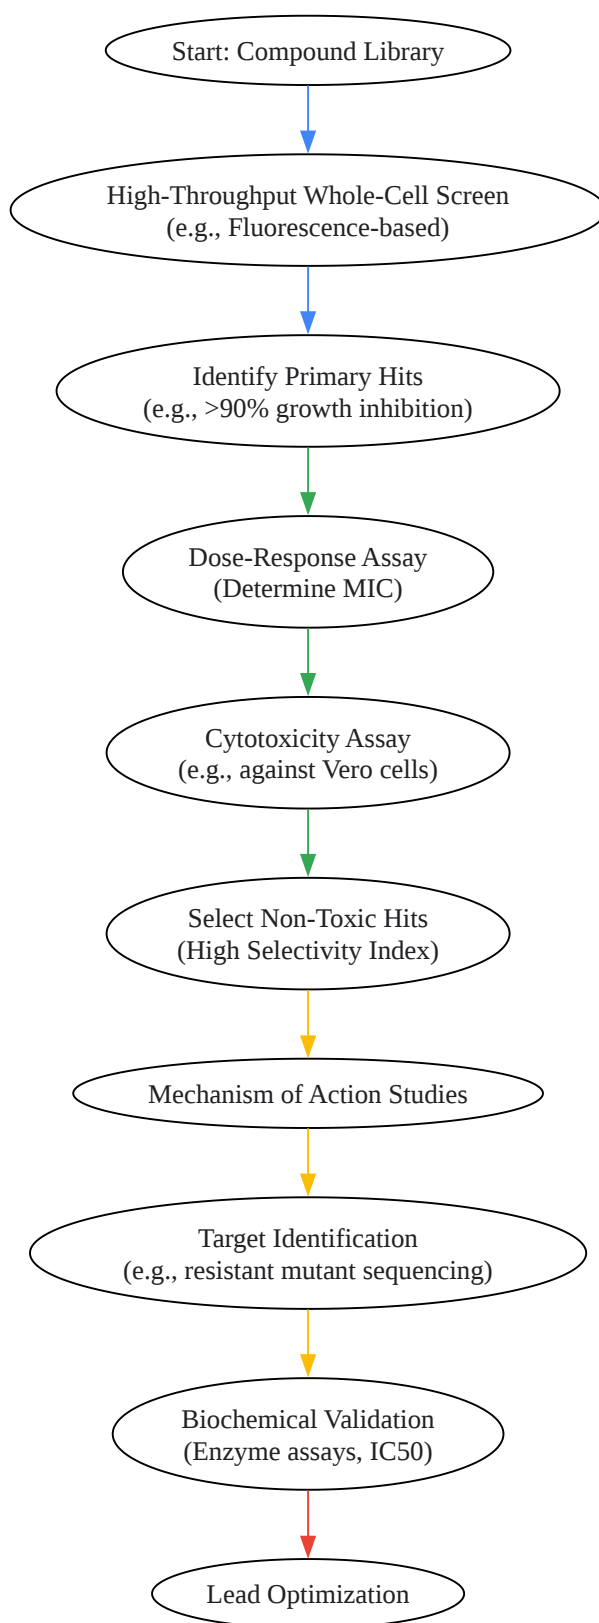 Start: Compound Library
High-Throughput Whole-Cell Screen
(e.g., Fluorescence-based)
Identify Primary Hits
(e.g., >90% growth inhibition)
Dose-Response Assay
(Determine MIC)
Cytotoxicity Assay
(e.g., against Vero cells)
Select Non-Toxic Hits
(High Selectivity Index)
Mechanism of Action Studies
Target Identification
(e.g., resistant mutant sequencing)
Biochemical Validation
(Enzyme assays, IC50)
Lead Optimization